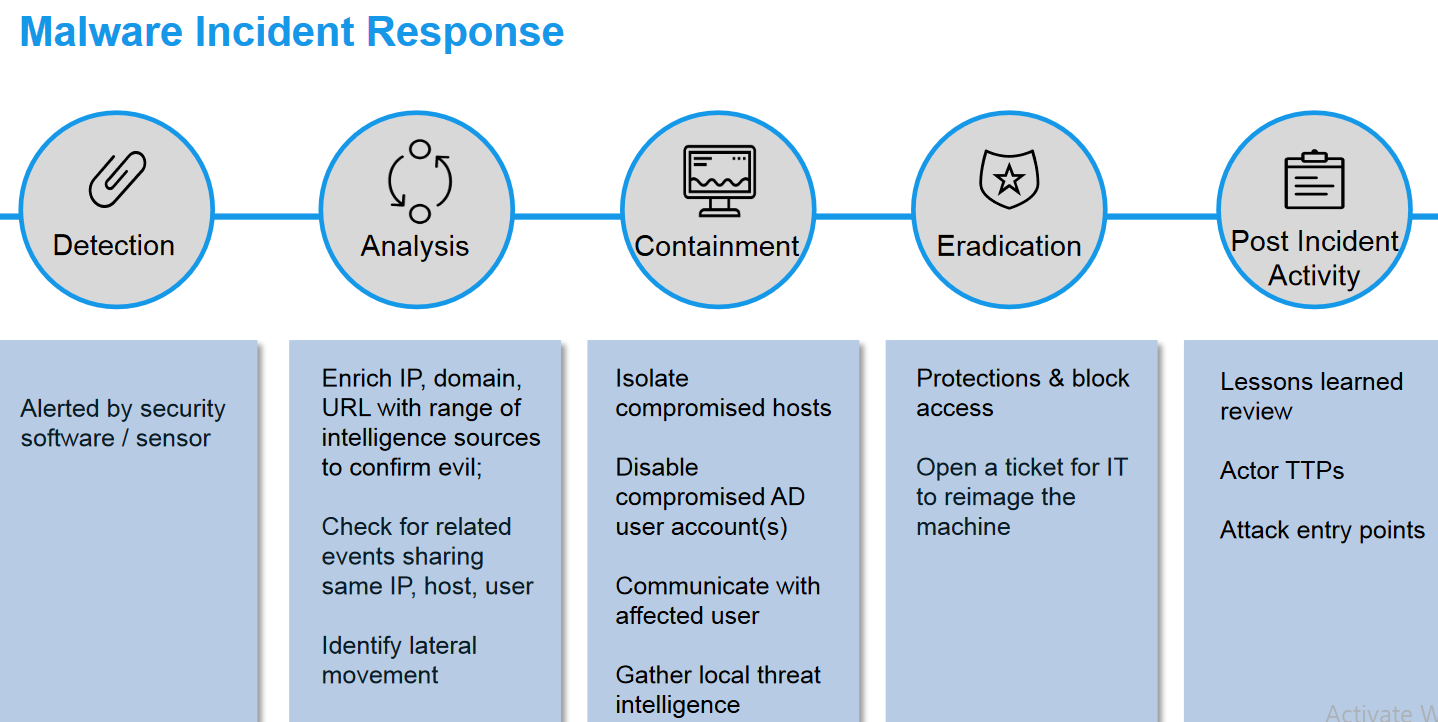 Malware Incident Response
Detection
Analysis
Containment
Eradication
Post Incident
Activity
Alerted by security
software / sensor
Enrich IP, domain,
URL with range of
intelligence sources
to confirm evil;
Check for related
events sharing
same IP, host, user
Identify lateral
movement
Isolate
compromised hosts
Disable
compromised AD
user account(s)
Communicate with
affected user
Gather local threat
intelligence
Protections & block
access
Open a ticket for IT
to reimage the
machine
Lessons learned
review
Actor TTPs
Attack entry points
Activate